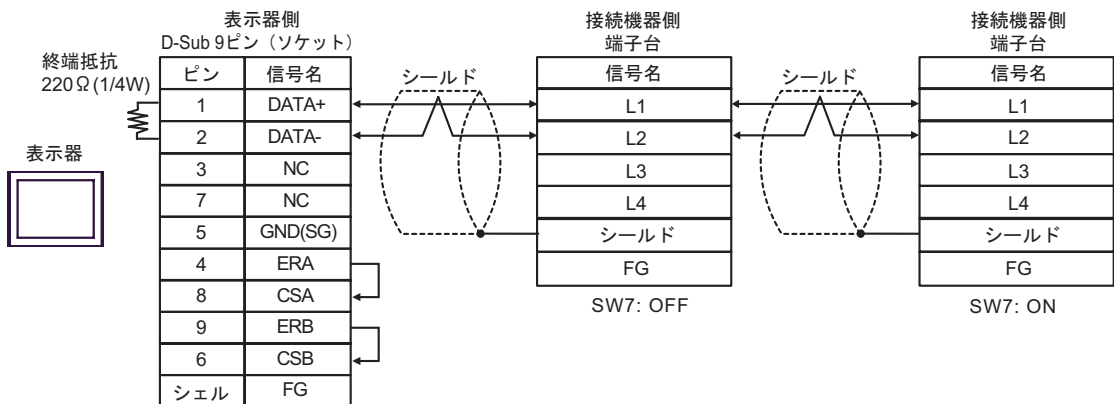 表示器側
D-Sub 9ピン（ソケット）
終端抵抗
220Ω(1/4W)
表示器
ピン 信号名
1 DATA+
2 DATA-
3 NC
7 NC
5 GND(SG)
4 ERA
8 CSA
9 ERB
6 CSB
シェル FG
シールド
接続機器側
端子台
信号名
L1
L2
L3
L4
シールド
FG
SW7: OFF
シールド
接続機器側
端子台
信号名
L1
L2
L3
L4
シールド
FG
SW7: ON